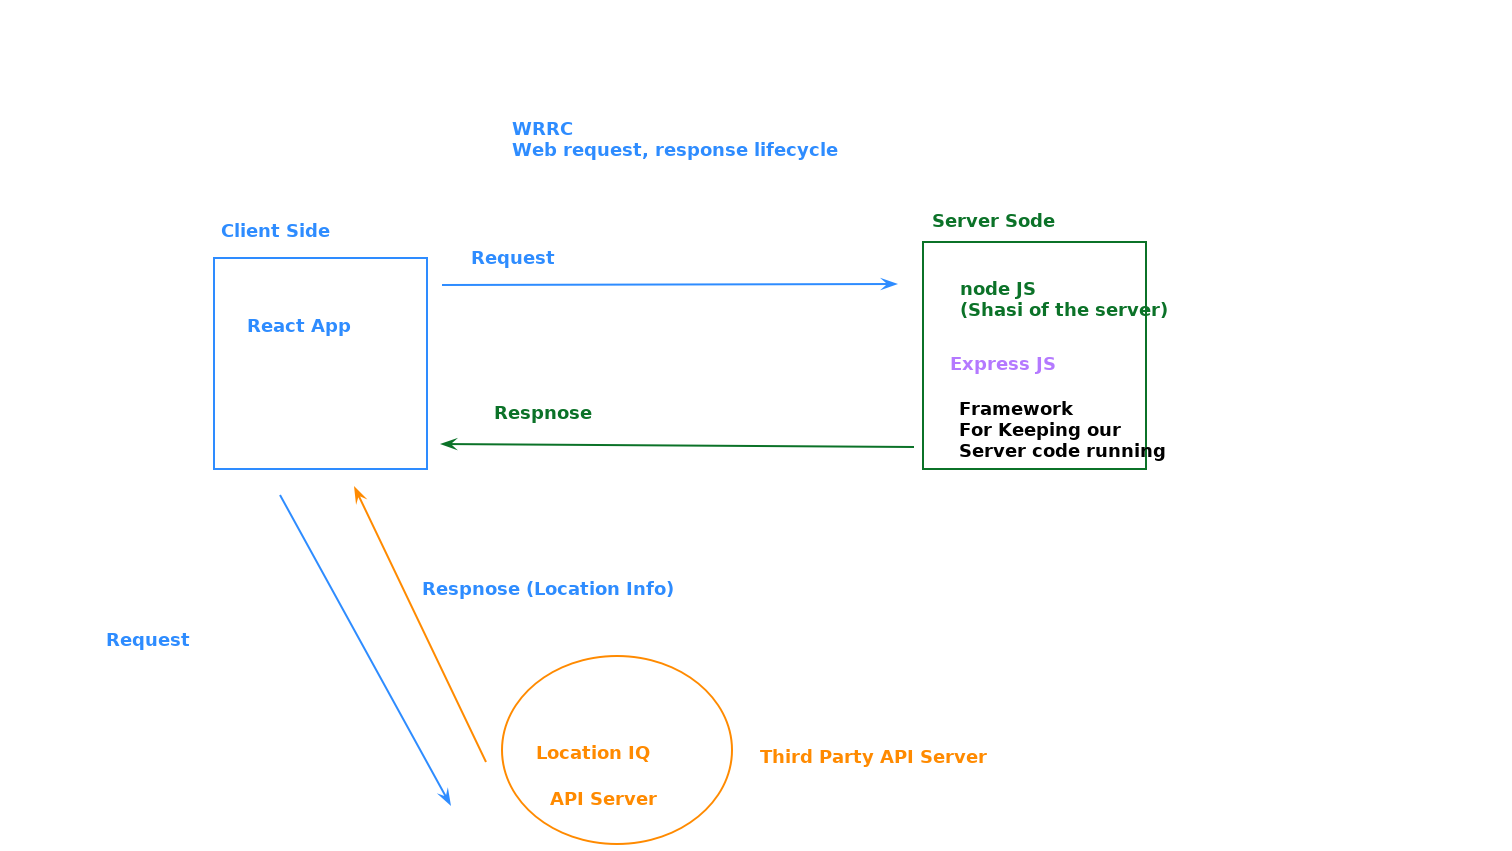 WRRC
Web request, response lifecycle
Client Side
Server Sode
Request
node JS
(Shasi of the server)
React App
Express JS
Respnose
Framework
For Keeping our
Server code running
Respnose (Location Info)
Request
Location IQ
Third Party API Server
API Server